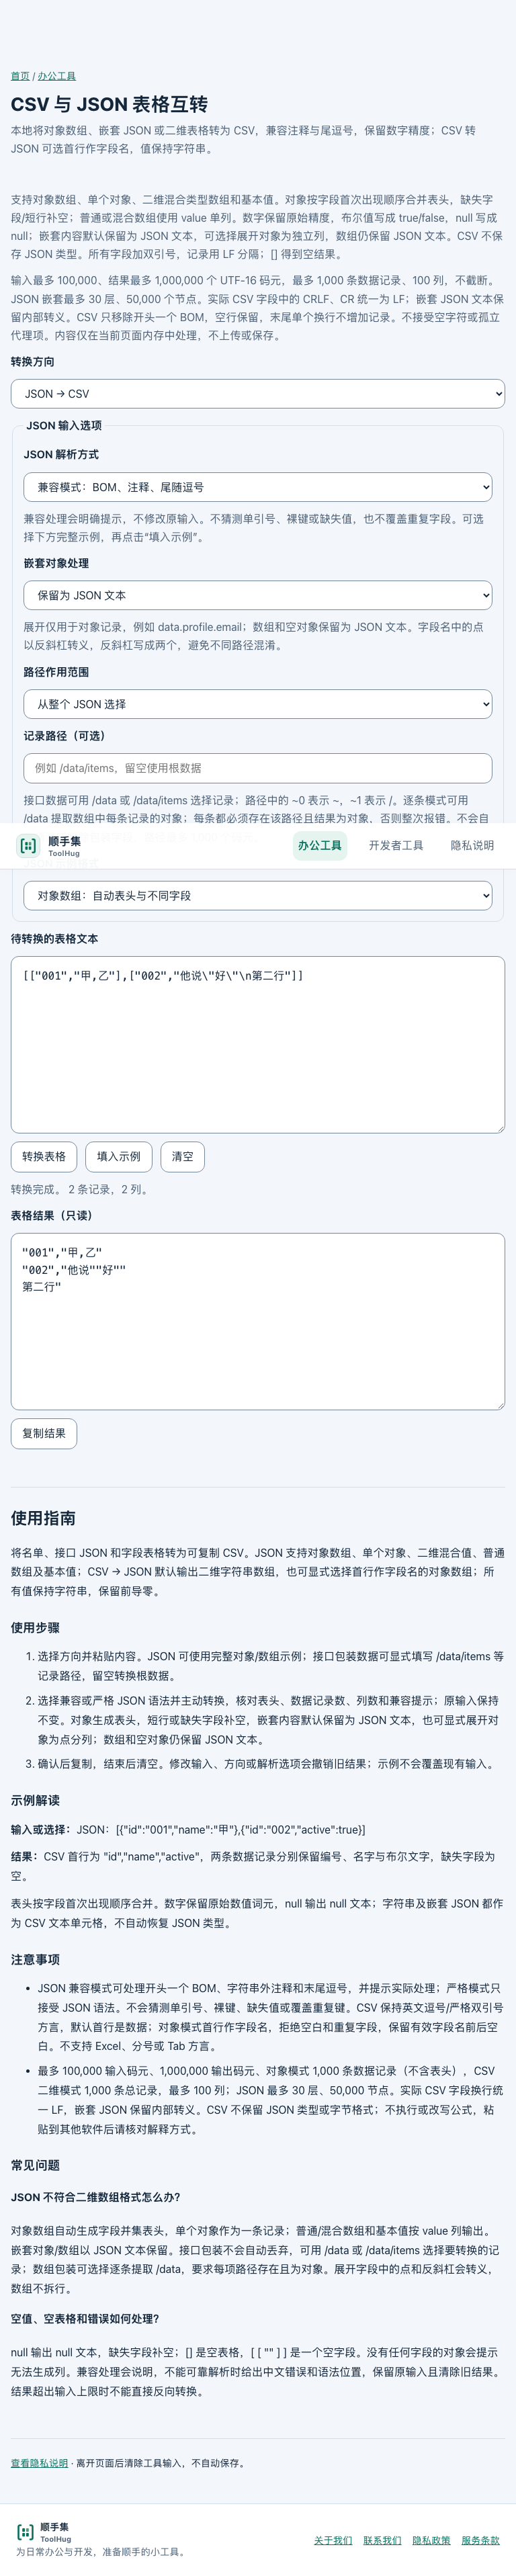 首页 / 办公工具
CSV 与 JSON 表格互转
本地将对象数组、嵌套 JSON 或二维表格转为 CSV，兼容注释与尾逗号，保留数字精度；CSV 转
JSON 可选首行作字段名，值保持字符串。
支持对象数组、单个对象、二维混合类型数组和基本值。对象按字段首次出现顺序合并表头，缺失字
段/短行补空；普通或混合数组使用 value 单列。数字保留原始精度，布尔值写成 true/false，null 写成
null；嵌套内容默认保留为 JSON 文本，可选择展开对象为独立列，数组仍保留 JSON 文本。CSV 不保
存 JSON 类型。所有字段加双引号，记录用 LF 分隔；[] 得到空结果。
输入最多 100,000、结果最多 1,000,000 个 UTF-16 码元，最多 1,000 条数据记录、100 列，不截断。
JSON 嵌套最多 30 层、50,000 个节点。实际 CSV 字段中的 CRLF、CR 统一为 LF；嵌套 JSON 文本保
留内部转义。CSV 只移除开头一个 BOM，空行保留，末尾单个换行不增加记录。不接受空字符或孤立
代理项。内容仅在当前页面内存中处理，不上传或保存。
转换方向
JSON → CSV
JSON 输入选项
JSON 解析方式
兼容模式：BOM、注释、尾随逗号
兼容处理会明确提示，不修改原输入。不猜测单引号、裸键或缺失值，也不覆盖重复字段。可选
择下方完整示例，再点击“填入示例”。
嵌套对象处理
保留为 JSON 文本
展开仅用于对象记录，例如 data.profile.email；数组和空对象保留为 JSON 文本。字段名中的点
以反斜杠转义，反斜杠写成两个，避免不同路径混淆。
路径作用范围
从整个 JSON 选择
记录路径（可选）
例如 /data/items，留空使用根数据
接口数据可用 /data 或 /data/items 选择记录；路径中的 ~0 表示 ~，~1 表示 /。逐条模式可用
/data 提取数组中每条记录的对象；每条都必须存在该路径且结果为对象，否则整次报错。不会自
顺手集
ToolHug
办公工具
开发者工具
隐私说明
对象数组：自动表头与不同字段
待转换的表格文本
[["001","甲,乙"],["002","他说\"好\"\n第二行"]]
转换表格
填入示例
清空
转换完成。 2 条记录，2 列。
表格结果（只读）
"001","甲,乙"
"002","他说""好""
第二行"
复制结果
使用指南
将名单、接口 JSON 和字段表格转为可复制 CSV。JSON 支持对象数组、单个对象、二维混合值、普通
数组及基本值；CSV → JSON 默认输出二维字符串数组，也可显式选择首行作字段名的对象数组；所
有值保持字符串，保留前导零。
使用步骤
1. 选择方向并粘贴内容。JSON 可使用完整对象/数组示例；接口包装数据可显式填写 /data/items 等
记录路径，留空转换根数据。
2. 选择兼容或严格 JSON 语法并主动转换，核对表头、数据记录数、列数和兼容提示；原输入保持
不变。对象生成表头，短行或缺失字段补空，嵌套内容默认保留为 JSON 文本，也可显式展开对
象为点分列；数组和空对象仍保留 JSON 文本。
3. 确认后复制，结束后清空。修改输入、方向或解析选项会撤销旧结果；示例不会覆盖现有输入。
示例解读
输入或选择：JSON：[{"id":"001","name":"甲"},{"id":"002","active":true}]
结果：CSV 首行为 "id","name","active"，两条数据记录分别保留编号、名字与布尔文字，缺失字段为
空。
表头按字段首次出现顺序合并。数字保留原始数值词元，null 输出 null 文本；字符串及嵌套 JSON 都作
为 CSV 文本单元格，不自动恢复 JSON 类型。
注意事项
• JSON 兼容模式可处理开头一个 BOM、字符串外注释和末尾逗号，并提示实际处理；严格模式只
接受 JSON 语法。不会猜测单引号、裸键、缺失值或覆盖重复键。CSV 保持英文逗号/严格双引号
方言，默认首行是数据；对象模式首行作字段名，拒绝空白和重复字段，保留有效字段名前后空
白。不支持 Excel、分号或 Tab 方言。
• 最多 100,000 输入码元、1,000,000 输出码元、对象模式 1,000 条数据记录（不含表头），CSV
二维模式 1,000 条总记录，最多 100 列；JSON 最多 30 层、50,000 节点。实际 CSV 字段换行统
一 LF，嵌套 JSON 保留内部转义。CSV 不保留 JSON 类型或字节格式；不执行或改写公式，粘
贴到其他软件后请核对解释方式。
常见问题
JSON 不符合二维数组格式怎么办？
对象数组自动生成字段并集表头，单个对象作为一条记录；普通/混合数组和基本值按 value 列输出。
嵌套对象/数组以 JSON 文本保留。接口包装不会自动丢弃，可用 /data 或 /data/items 选择要转换的记
录；数组包装可选择逐条提取 /data，要求每项路径存在且为对象。展开字段中的点和反斜杠会转义，
数组不拆行。
空值、空表格和错误如何处理？
null 输出 null 文本，缺失字段补空；[] 是空表格，[ [ "" ] ] 是一个空字段。没有任何字段的对象会提示
无法生成列。兼容处理会说明，不能可靠解析时给出中文错误和语法位置，保留原输入且清除旧结果。
结果超出输入上限时不能直接反向转换。
查看隐私说明 · 离开页面后清除工具输入，不自动保存。
顺手集
ToolHug
为日常办公与开发，准备顺手的小工具。
关于我们
联系我们
隐私政策
服务条款